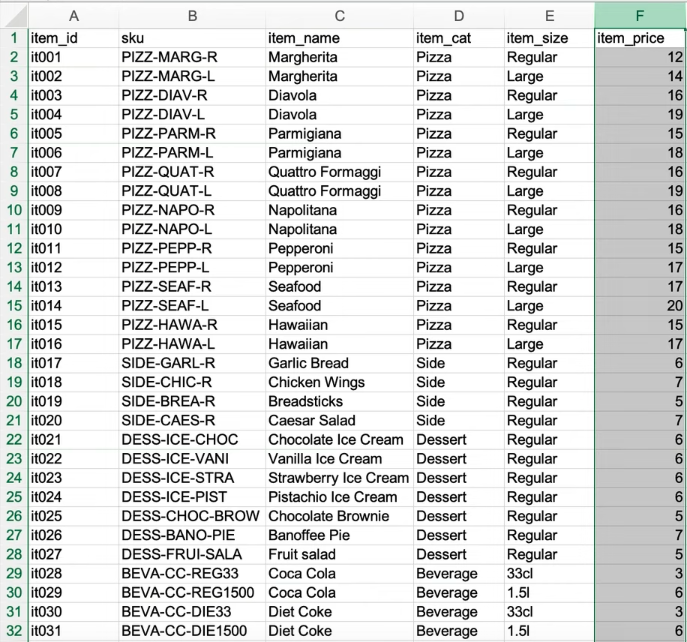 A B C D E F
1 item_id sku item_name item_cat item_size item_price
2 it001 PIZZ-MARG-R Margherita Pizza Regular 12
3 it002 PIZZ-MARG-L Margherita Pizza Large 14
4 it003 PIZZ-DIAV-R Diavola Pizza Regular 16
5 it004 PIZZ-DIAV-L Diavola Pizza Large 19
6 it005 PIZZ-PARM-R Parmigiana Pizza Regular 15
7 it006 PIZZ-PARM-L Parmigiana Pizza Large 18
8 it007 PIZZ-QUAT-R Quattro Formaggi Pizza Regular 16
9 it008 PIZZ-QUAT-L Quattro Formaggi Pizza Large 19
10 it009 PIZZ-NAPO-R Napolitana Pizza Regular 16
11 it010 PIZZ-NAPO-L Napolitana Pizza Large 18
12 it011 PIZZ-PEPP-R Pepperoni Pizza Regular 15
13 it012 PIZZ-PEPP-L Pepperoni Pizza Large 17
14 it013 PIZZ-SEAF-R Seafood Pizza Regular 17
15 it014 PIZZ-SEAF-L Seafood Pizza Large 20
16 it015 PIZZ-HAWA-R Hawaiian Pizza Regular 15
17 it016 PIZZ-HAWA-L Hawaiian Pizza Large 17
18 it017 SIDE-GARL-R Garlic Bread Side Regular 6
19 it018 SIDE-CHIC-R Chicken Wings Side Regular 7
20 it019 SIDE-BREA-R Breadsticks Side Regular 5
21 it020 SIDE-CAES-R Caesar Salad Side Regular 7
22 it021 DESS-ICE-CHOC Chocolate Ice Cream Dessert Regular 6
23 it022 DESS-ICE-VANI Vanilla Ice Cream Dessert Regular 6
24 it023 DESS-ICE-STRA Strawberry Ice Cream Dessert Regular 6
25 it024 DESS-ICE-PIST Pistachio Ice Cream Dessert Regular 6
26 it025 DESS-CHOC-BROW Chocolate Brownie Dessert Regular 5
27 it026 DESS-BANO-PIE Banoffee Pie Dessert Regular 7
28 it027 DESS-FRUI-SALA Fruit salad Dessert Regular 5
29 it028 BEVA-CC-REG33 Coca Cola Beverage 33cl 3
30 it029 BEVA-CC-REG1500 Coca Cola Beverage 1.5l 6
31 it030 BEVA-CC-DIE33 Diet Coke Beverage 33cl 3
32 it031 BEVA-CC-DIE1500 Diet Coke Beverage 1.5l 6